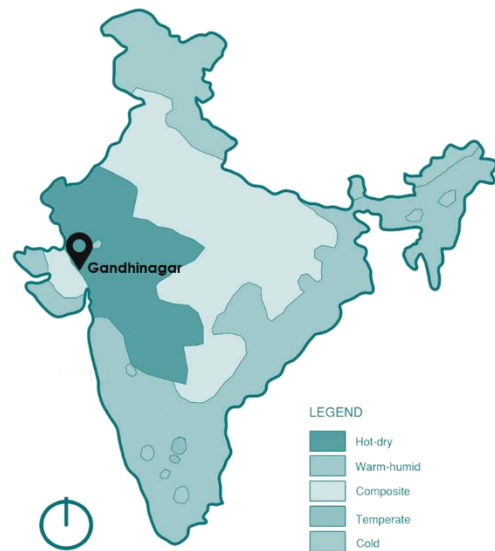 Gandhinagar
LEGEND
Hot-dry
Warm-humid
Composite
Temperate
Cold